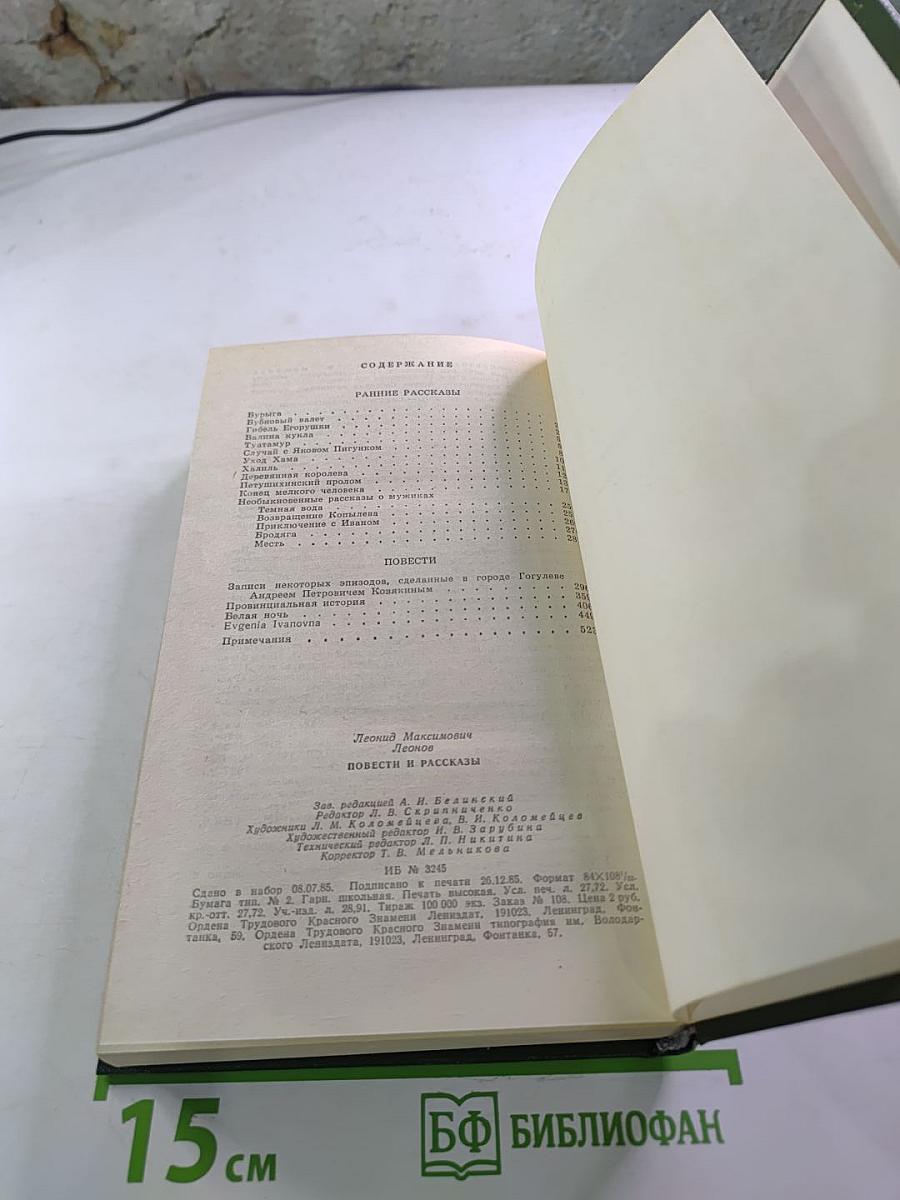 СОДЕРЖАНИЕ
РАННИЕ РАССКАЗЫ
Бурыга
Бубновый валет
Гибель Егорушки
Валина кукла
Туатамур
Случай с Яковом Пигунком
Уход Хама
Халиль
Деревянная королева
Петушихинский пролом
Конец мелкого человека
Необыкновенные рассказы о мужиках
Темная вода
Возвращение Копылева
Приключение с Иваном
Бродяга
Месть
ПОВЕСТИ
Записи некоторых эпизодов, сделанные в городе Гогулеве
Андреем Петровичем Ковякиным
Провинциальная история
Белая ночь
Evgenia Ivanovna
Примечания
Леонид Максимович
Леонов
ПОВЕСТИ И РАССКАЗЫ
Зав. редакцией А. И. Белинский
Редактор Л. В. Скрипниченко
Художники Л. М. Коломейцева, В. И. Коломейцев
Художественный редактор И. В. Зарубина
Технический редактор Л. П. Никитина
Корректор Т. В. Мельникова
ИБ № 3245
Сдано в набор 08.07.85. Подписано к печати 26.12.85. Формат 84×108¹/₃₂.
Бумага тип. № 2. Гарн. школьная. Печать высокая. Усл. печ. л. 27,72. Усл.
кр.-отт. 27,72. Уч.-изд. л. 28,91. Тираж 100 000 экз. Заказ № 108. Цена 2 руб.
Ордена Трудового Красного Знамени Лениздат, 191023, Ленинград, Фон-
танка, 59. Ордена Трудового Красного Знамени типография им. Володар-
ского Лениздата, 191023, Ленинград, Фонтанка, 57.
15 см
БФ БИБЛИОФАН